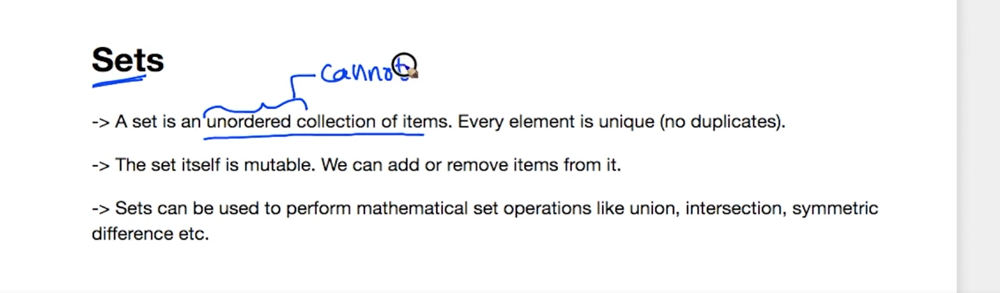 Sets
cannot
-> A set is an unordered collection of items. Every element is unique (no duplicates).
-> The set itself is mutable. We can add or remove items from it.
-> Sets can be used to perform mathematical set operations like union, intersection, symmetric
difference etc.